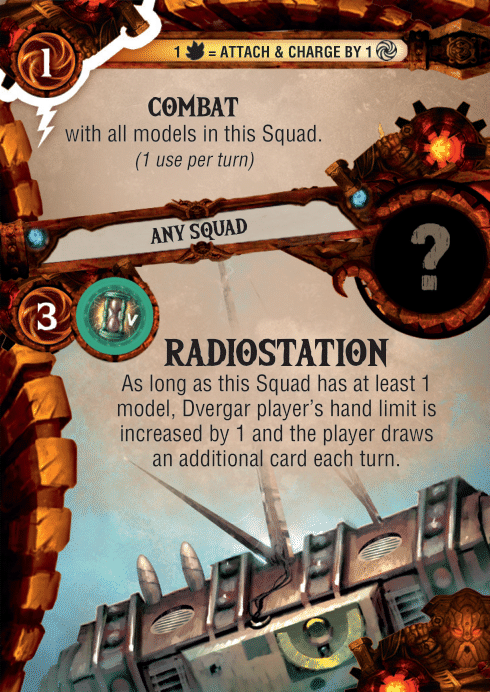 1
1 = ATTACH & CHARGE BY 1
COMBAT
with all models in this Squad.
(1 use per turn)
ANY SQUAD
?
3
V
RADIOSTATION
As long as this Squad has at least 1
model, Dvergar player's hand limit is
increased by 1 and the player draws
an additional card each turn.